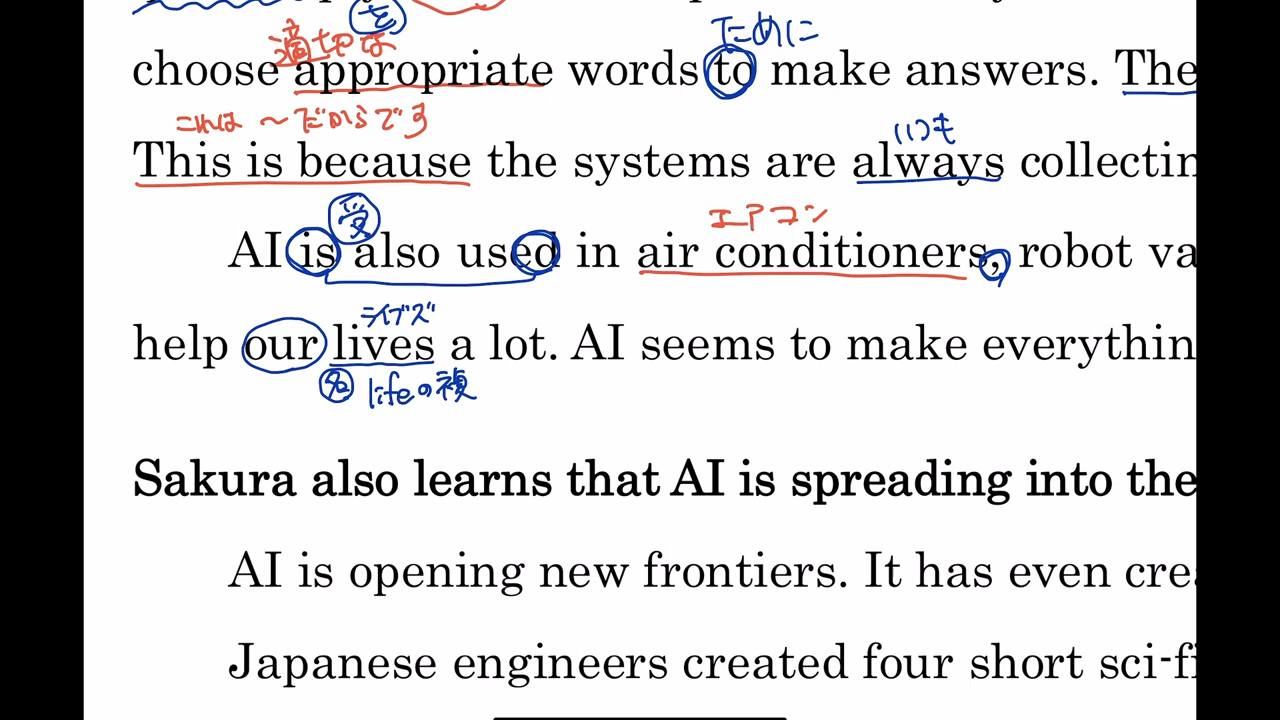 を
適切な
ために
choose appropriate words to make answers. The
これは ～だからです
いつも
This is because the systems are always collectin
受
エアコン
AI is also used in air conditioners, robot va
ライブズ
help our lives a lot. AI seems to make everythin
名 lifeの複
Sakura also learns that AI is spreading into the
AI is opening new frontiers. It has even crea
Japanese engineers created four short sci-fi